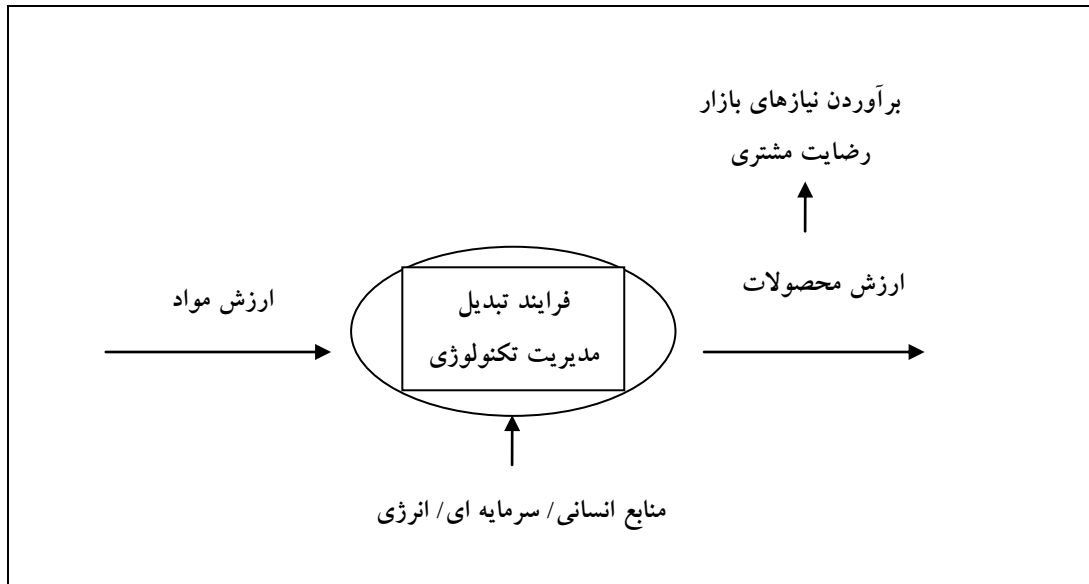 برآوردن نیازهای بازار
رضایت مشتری
ارزش محصولات
ارزش مواد
فرایند تبدیل
مدیریت تکنولوژی
منابع انسانی/ سرمایه ای/ انرژی